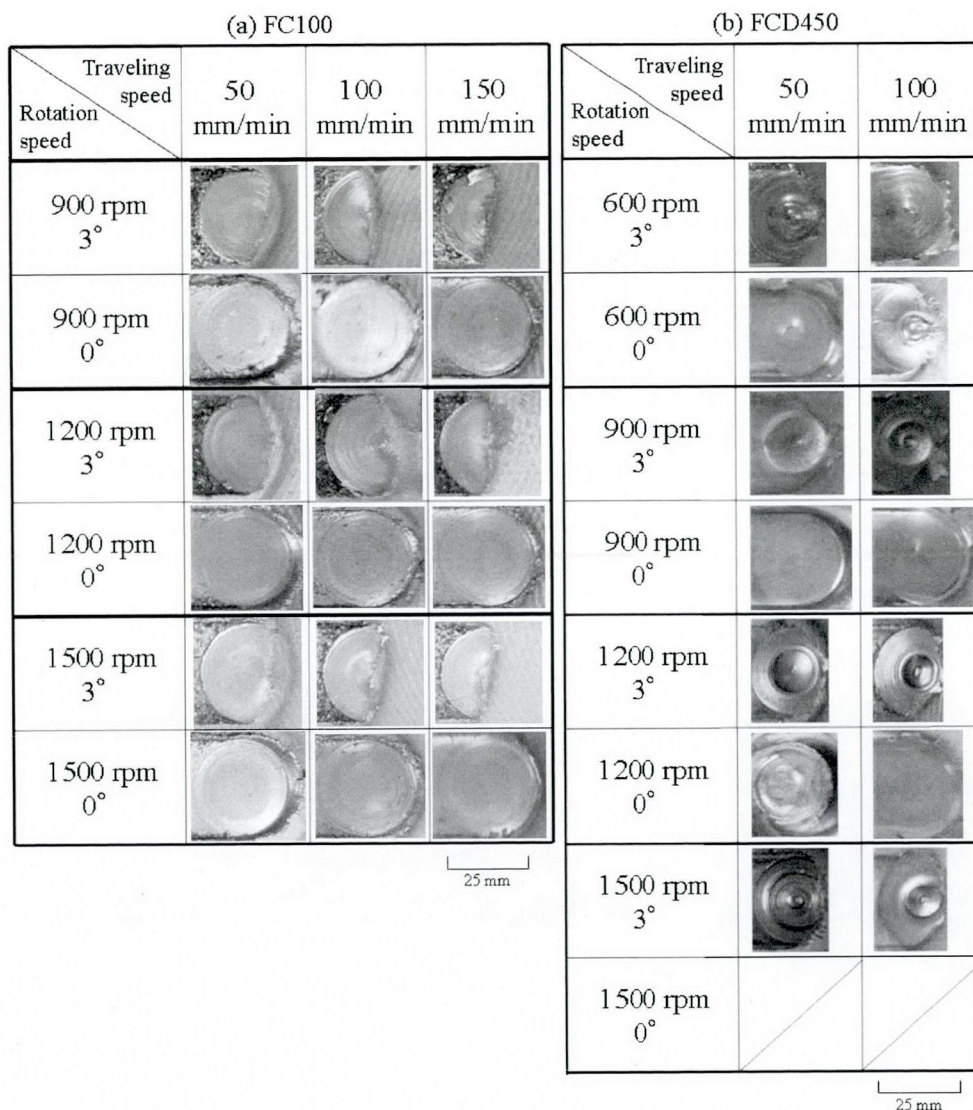 (a) FC100
Traveling
speed
Rotation
speed
50
mm/min
100
mm/min
150
mm/min
900 rpm
3°
900 rpm
0°
1200 rpm
3°
1200 rpm
0°
1500 rpm
3°
1500 rpm
0°
25 mm
(b) FCD450
Traveling
speed
Rotation
speed
50
mm/min
100
mm/min
600 rpm
3°
600 rpm
0°
900 rpm
3°
900 rpm
0°
1200 rpm
3°
1200 rpm
0°
1500 rpm
3°
1500 rpm
0°
25 mm